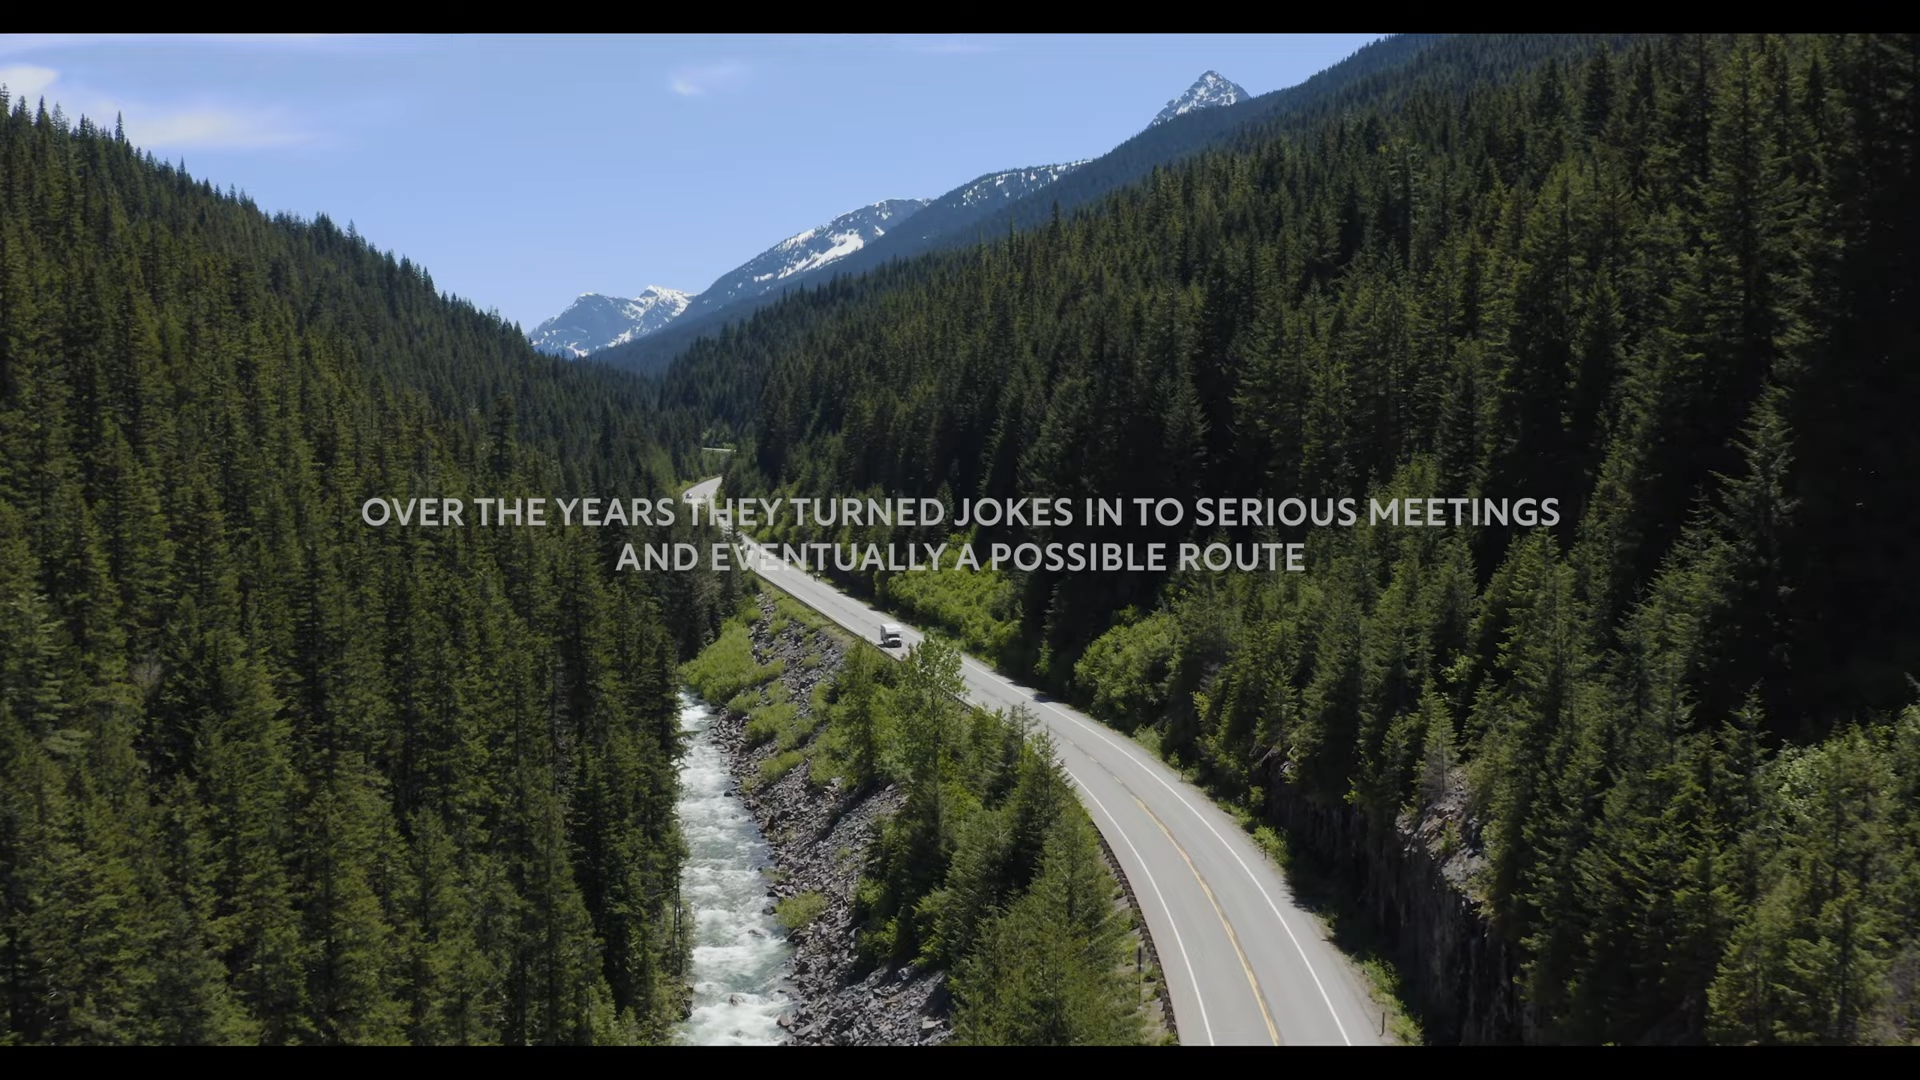 OVER THE YEARS THEY TURNED JOKES IN TO SERIOUS MEETINGS
AND EVENTUALLY A POSSIBLE ROUTE